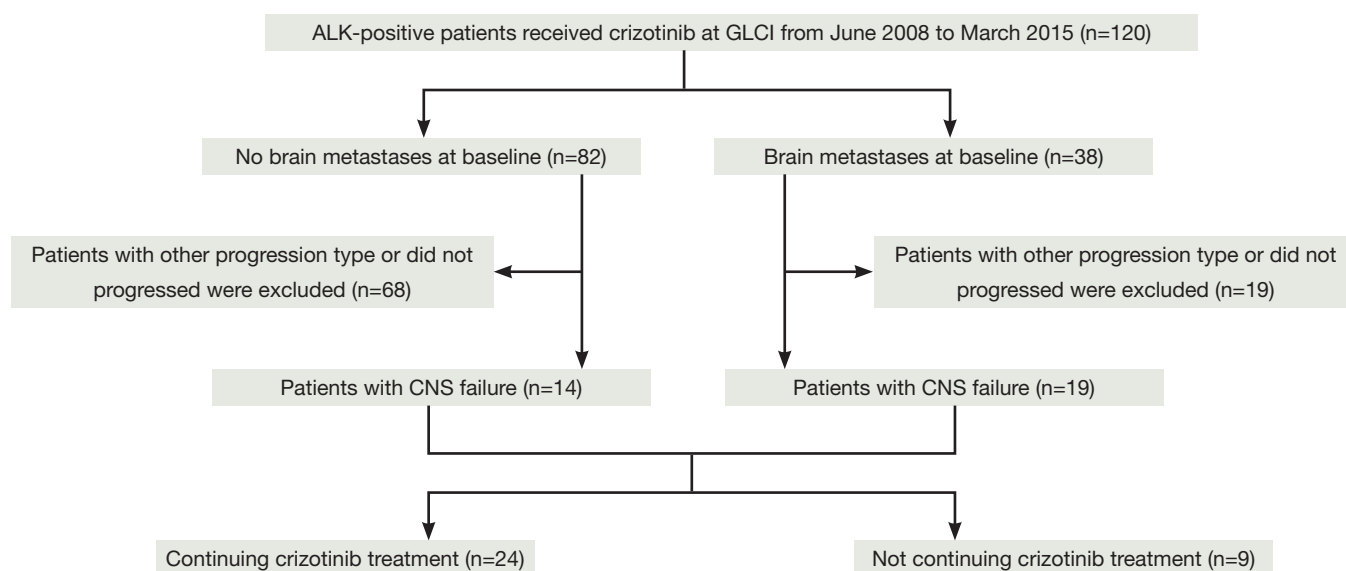 ALK-positive patients received crizotinib at GLCI from June 2008 to March 2015 (n=120)
No brain metastases at baseline (n=82)
Brain metastases at baseline (n=38)
Patients with other progression type or did not
progressed were excluded (n=68)
Patients with other progression type or did not
progressed were excluded (n=19)
Patients with CNS failure (n=14)
Patients with CNS failure (n=19)
Continuing crizotinib treatment (n=24)
Not continuing crizotinib treatment (n=9)